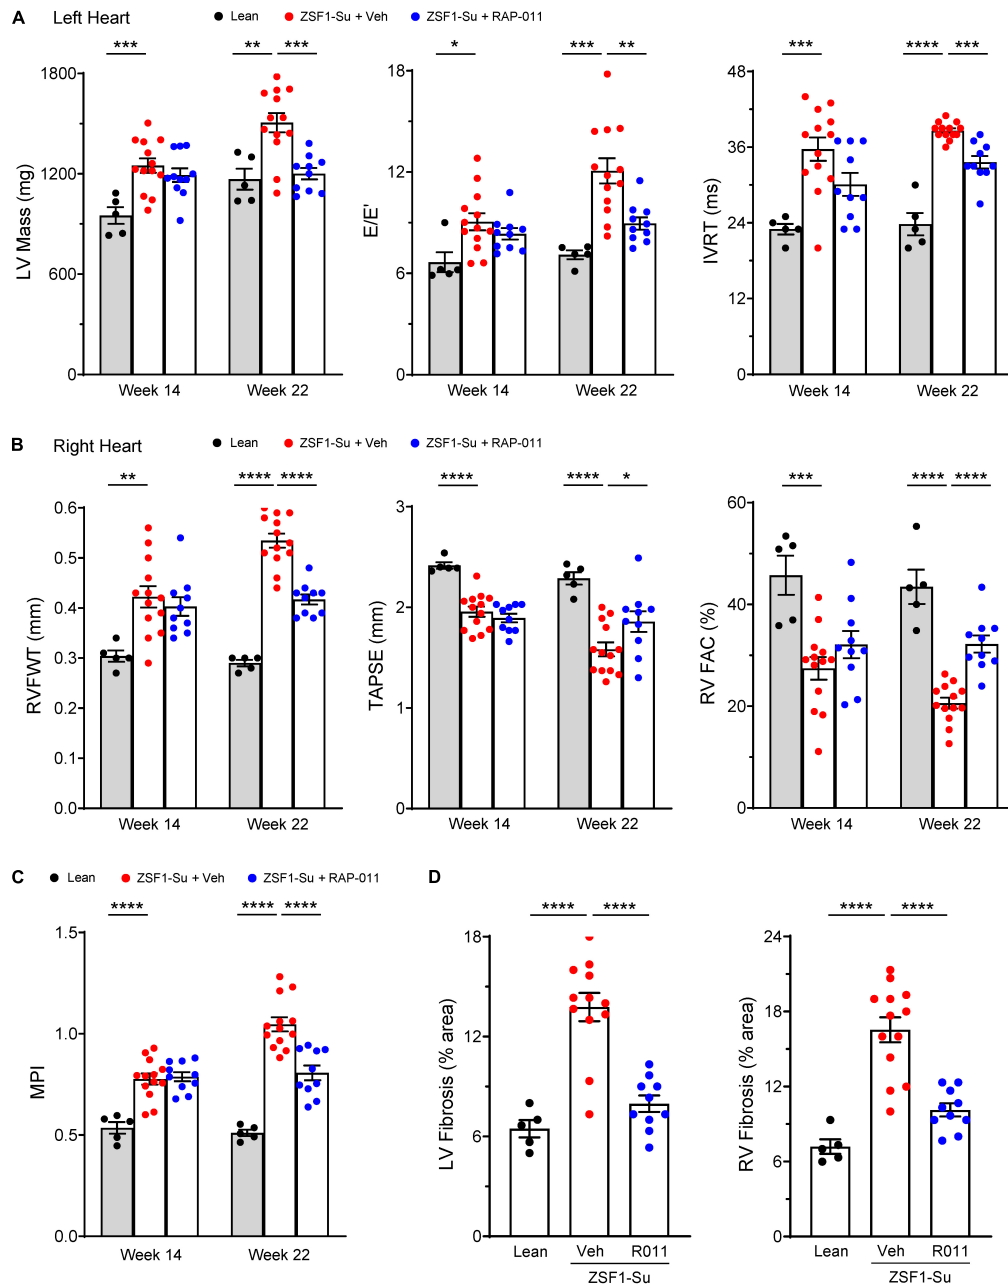 A Left Heart
Lean ZSF1-Su + Veh ZSF1-Su + RAP-011
*** ** ***
LV Mass (mg)
1800
1200
600
0
Week 14 Week 22
* *** **
E/E'
18
12
6
0
Week 14 Week 22
*** **** ***
IVRT (ms)
48
36
24
12
0
Week 14 Week 22
B Right Heart
Lean ZSF1-Su + Veh ZSF1-Su + RAP-011
** **** ****
RVFWT (mm)
0.6
0.5
0.4
0.3
0.2
0.1
0.0
Week 14 Week 22
**** **** *
TAPSE (mm)
3
2
1
0
Week 14 Week 22
*** **** ****
RV FAC (%)
60
40
20
0
Week 14 Week 22
C
Lean ZSF1-Su + Veh ZSF1-Su + RAP-011
**** **** ****
MPI
1.5
1.0
0.5
0.0
Week 14 Week 22
D
**** ****
LV Fibrosis (% area)
18
12
6
0
Lean Veh R011
ZSF1-Su
**** ****
RV Fibrosis (% area)
24
18
12
6
0
Lean Veh R011
ZSF1-Su